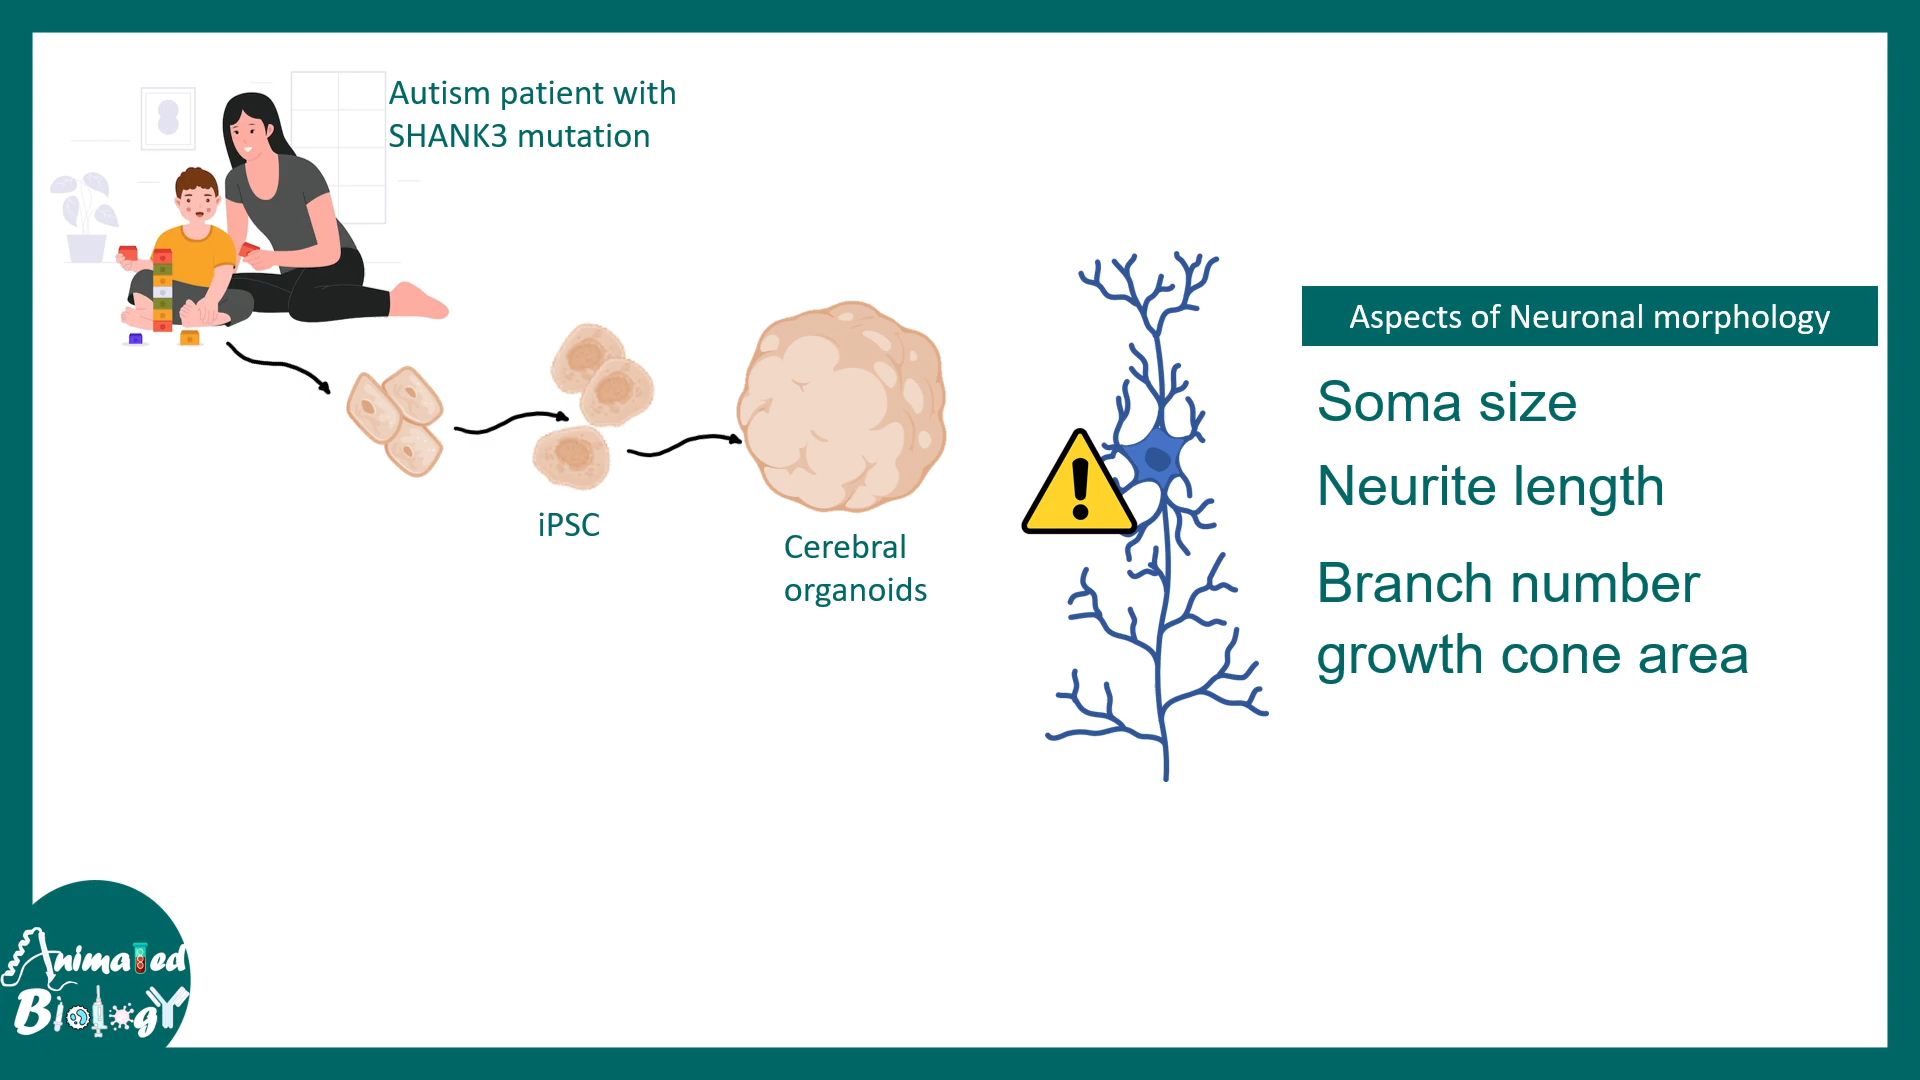 Autism patient with
SHANK3 mutation
iPSC
Cerebral
organoids
Aspects of Neuronal morphology
Soma size
Neurite length
Branch number
growth cone area
Animated
Biology